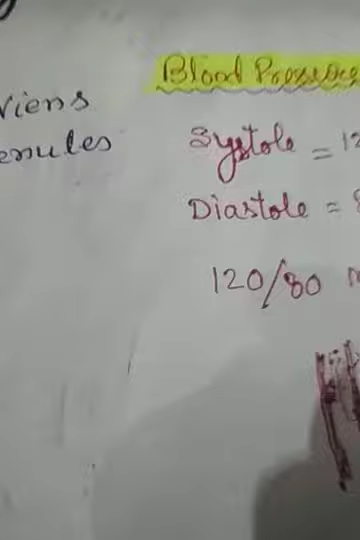 Blood Pressure
Viens
enules
Systole = 12
Diastole = 8
120/80 m